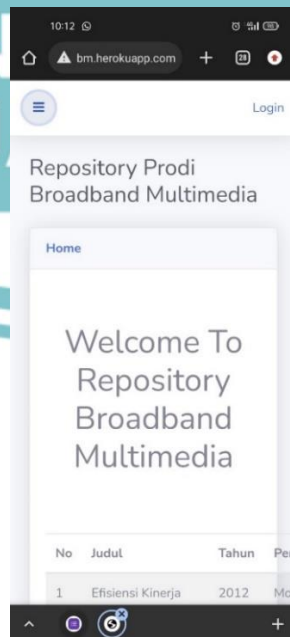 10:12
bm.herokuapp.com
28
Login
Repository Prodi
Broadband Multimedia
Home
Welcome To
Repository
Broadband
Multimedia
No Judul Tahun Pe
1 Efisiensi Kinerja 2012 Mo